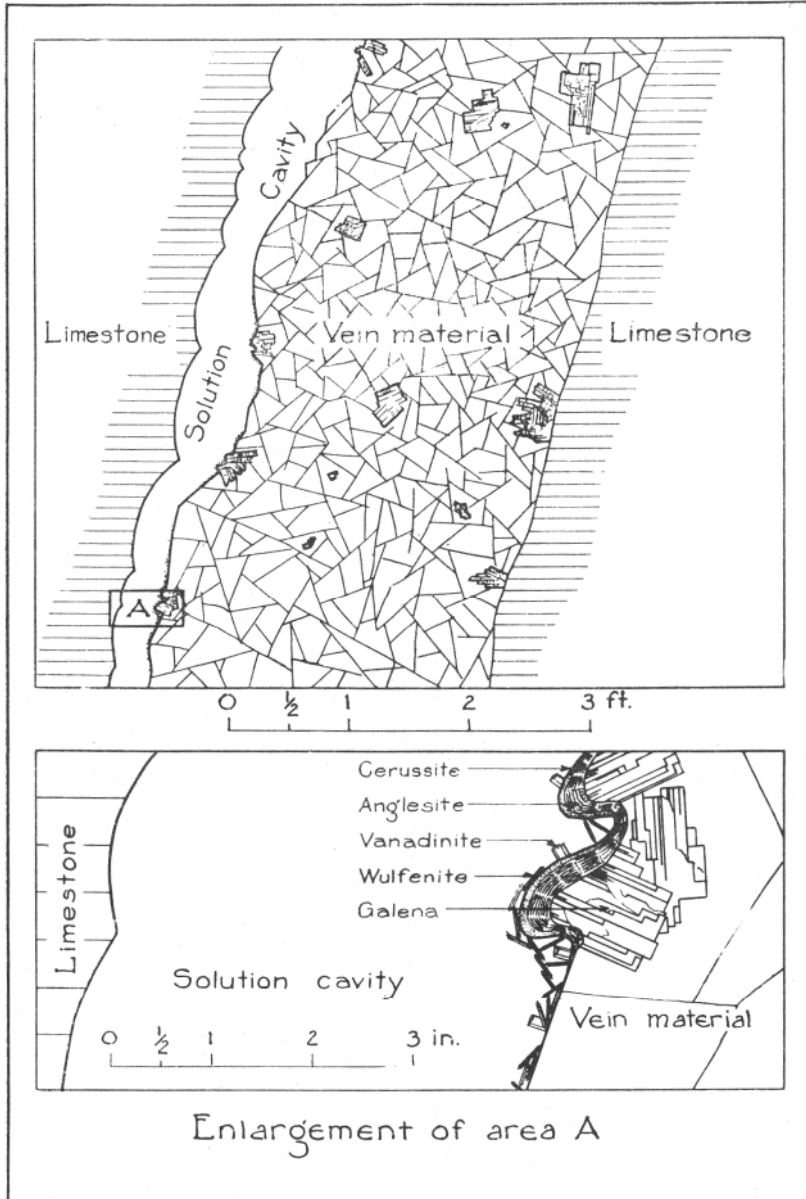 Cavity
Limestone
Vein material
Limestone
Solution
A
0 ½ 1 2 3 ft.
Cerussite
Anglesite
Vanadinite
Wulfenite
Galena
Limestone
Solution cavity
Vein material
0 ½ 1 2 3 in.
Enlargement of area A